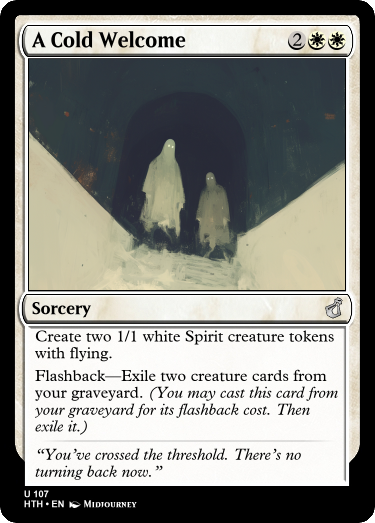 A Cold Welcome 2
Sorcery
Create two 1/1 white Spirit creature tokens
with flying.
Flashback—Exile two creature cards from
your graveyard. (You may cast this card from
your graveyard for its flashback cost. Then
exile it.)
“You’ve crossed the threshold. There’s no
turning back now.”
U 107
HTH • EN Midjourney